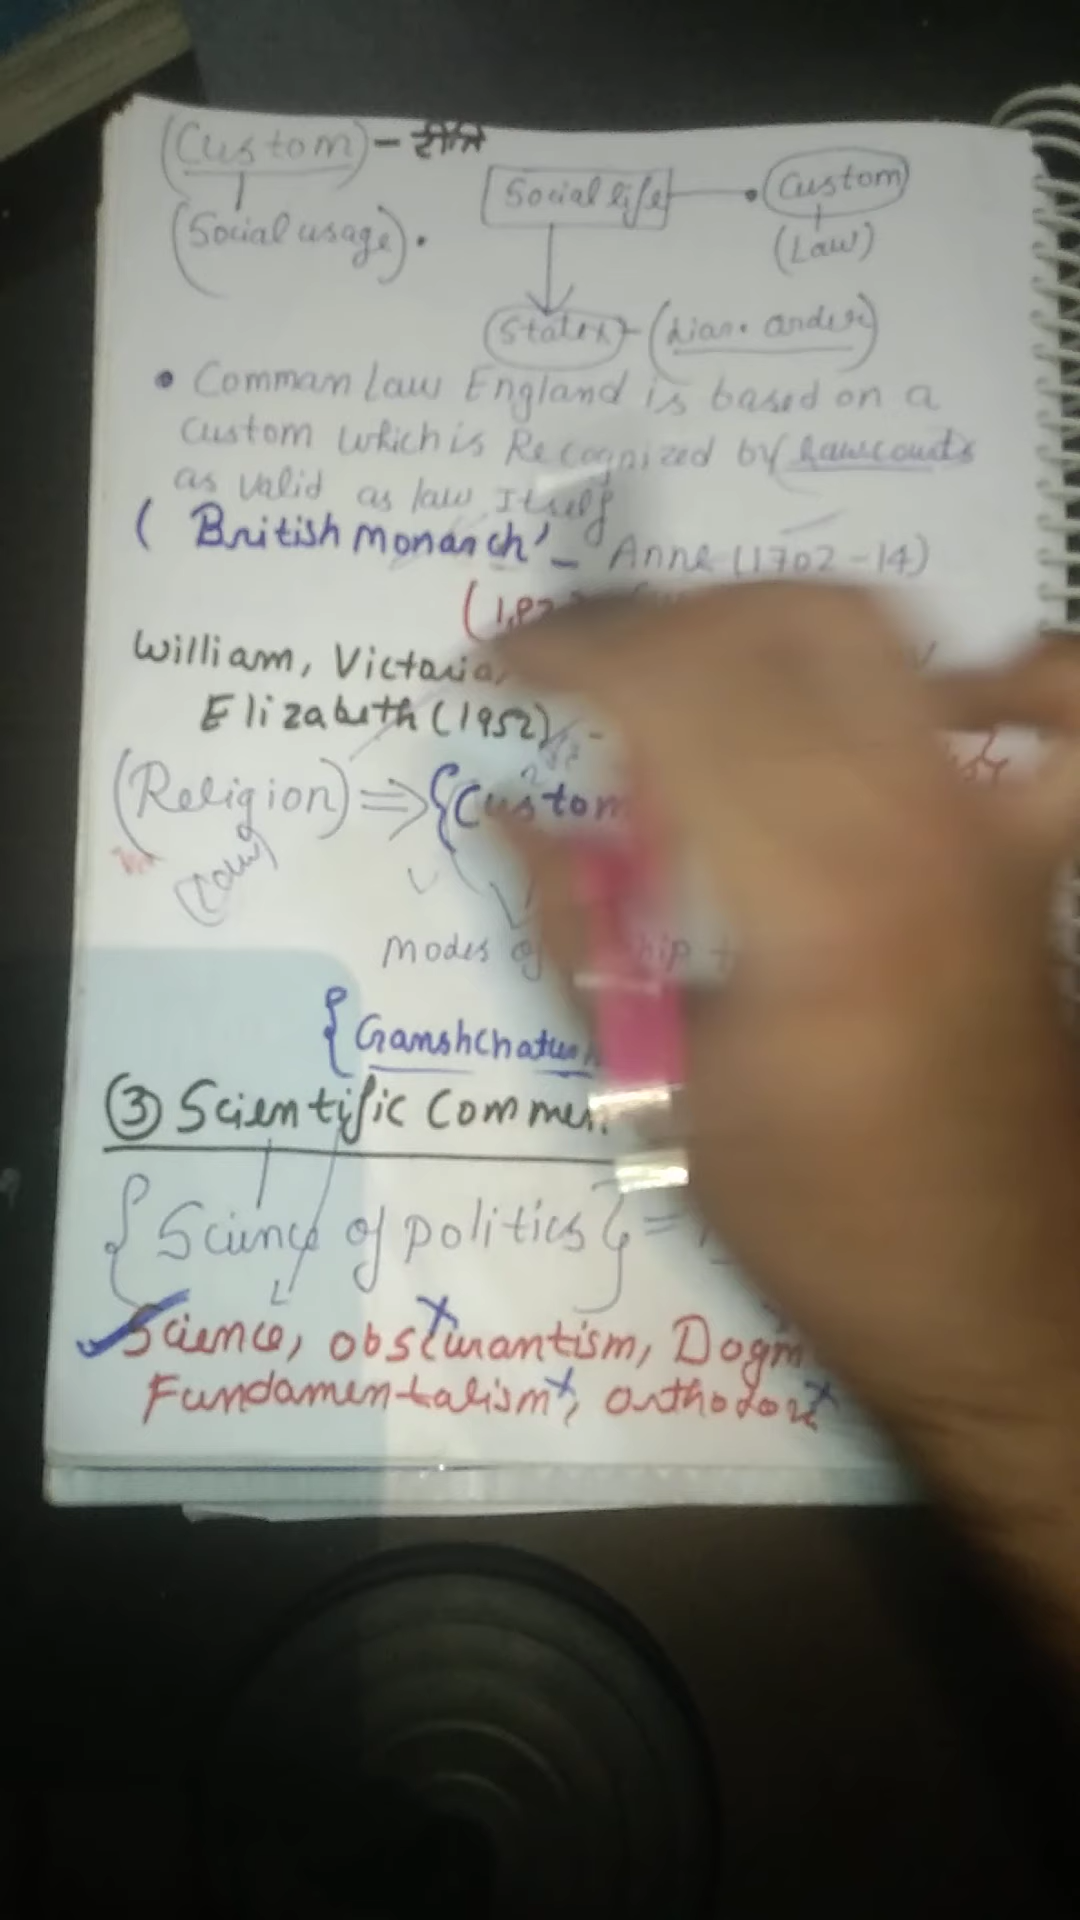 (Custom) - रीति
Social life
Custom
(Social usage).
(Law)
State
Comman Law England is based on a
Custom which is Recognized by Lawcourts
as valid as law Itself
( British monarch' - Anne (1702-14)
William, Victoria,
Elizabeth (1952) -
(Religion) ⇒ {Custom
(Law)
Modes of
{ Ganshchatur
③ Scientific Commen
{ Science of politics } =
Science, obscurantism, Dogm
Fundamentalism, orthodox